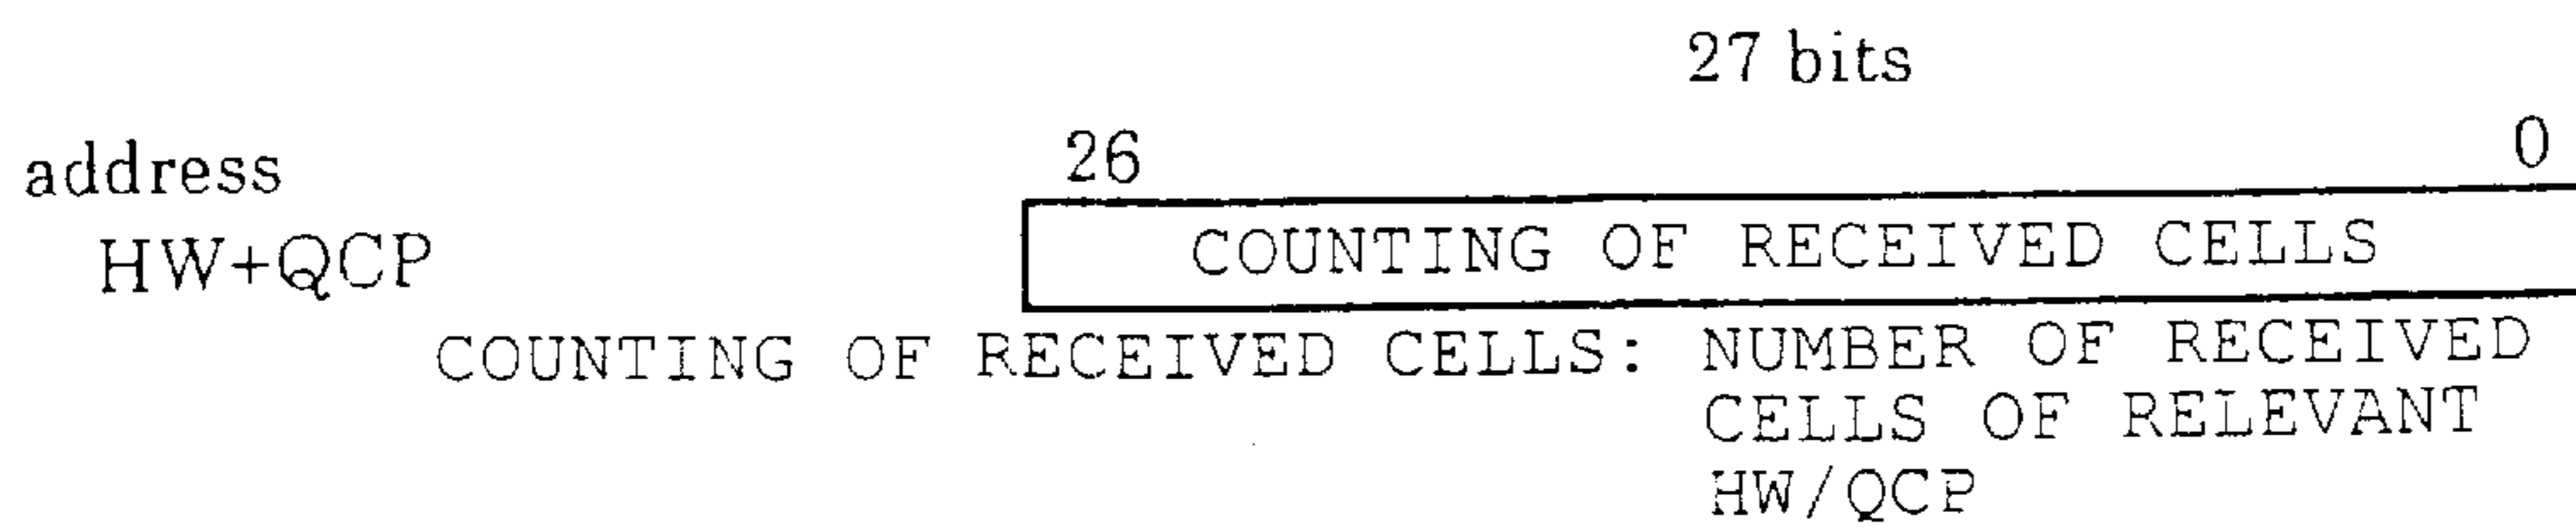 27 bits
address 26 0
HW+QCP COUNTING OF RECEIVED CELLS
COUNTING OF RECEIVED CELLS: NUMBER OF RECEIVED
CELLS OF RELEVANT
HW/QCP